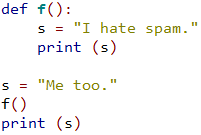 def f():
    s = "I hate spam."
    print (s)

s = "Me too."
f()
print (s)